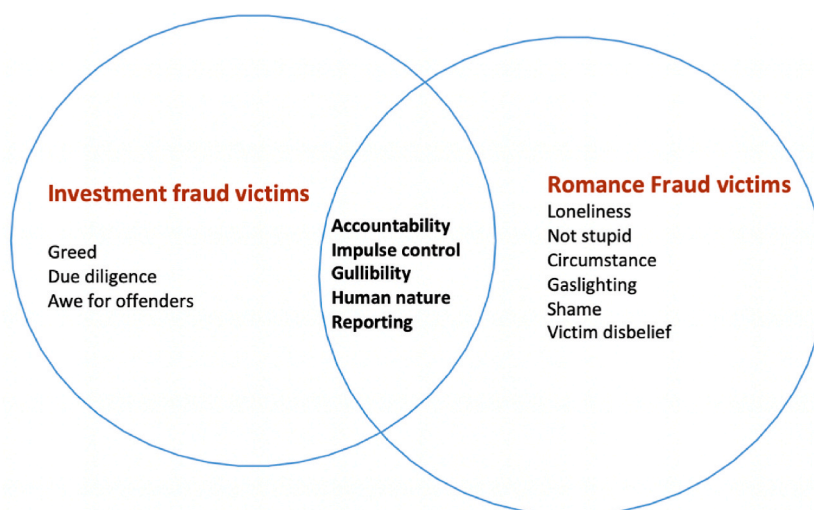 Investment fraud victims
Greed
Due diligence
Awe for offenders
Accountability
Impulse control
Gullibility
Human nature
Reporting
Romance Fraud victims
Loneliness
Not stupid
Circumstance
Gaslighting
Shame
Victim disbelief